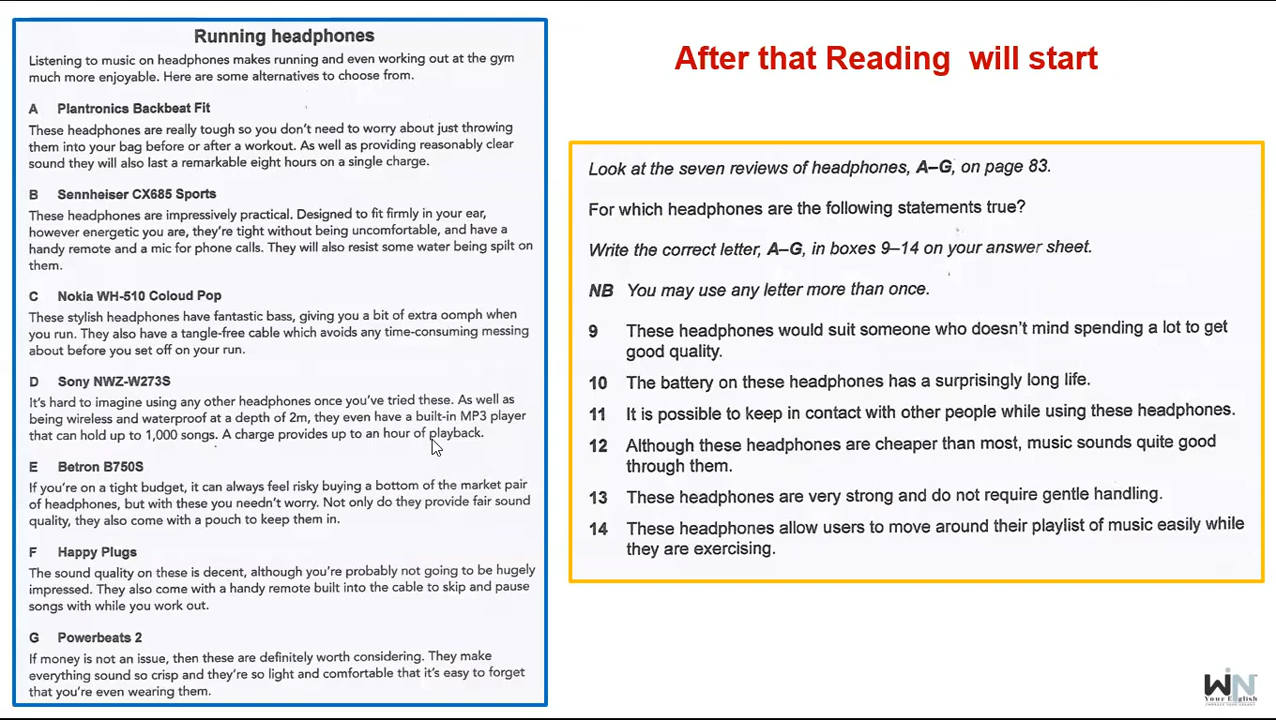 Running headphones
Listening to music on headphones makes running and even working out at the gym
much more enjoyable. Here are some alternatives to choose from.
A Plantronics Backbeat Fit
These headphones are really tough so you don't need to worry about just throwing
them into your bag before or after a workout. As well as providing reasonably clear
sound they will also last a remarkable eight hours on a single charge.
B Sennheiser CX685 Sports
These headphones are impressively practical. Designed to fit firmly in your ear,
however energetic you are, they're tight without being uncomfortable, and have a
handy remote and a mic for phone calls. They will also resist some water being spilt on
them.
C Nokia WH-510 Coloud Pop
These stylish headphones have fantastic bass, giving you a bit of extra oomph when
you run. They also have a tangle-free cable which avoids any time-consuming messing
about before you set off on your run.
D Sony NWZ-W273S
It's hard to imagine using any other headphones once you've tried these. As well as
being wireless and waterproof at a depth of 2m, they even have a built-in MP3 player
that can hold up to 1,000 songs. A charge provides up to an hour of playback.
E Betron B750S
If you're on a tight budget, it can always feel risky buying a bottom of the market pair
of headphones, but with these you needn't worry. Not only do they provide fair sound
quality, they also come with a pouch to keep them in.
F Happy Plugs
The sound quality on these is decent, although you're probably not going to be hugely
impressed. They also come with a handy remote built into the cable to skip and pause
songs with while you work out.
G Powerbeats 2
If money is not an issue, then these are definitely worth considering. They make
everything sound so crisp and they're so light and comfortable that it's easy to forget
that you're even wearing them.
After that Reading will start
Look at the seven reviews of headphones, A–G, on page 83.
For which headphones are the following statements true?
Write the correct letter, A–G, in boxes 9–14 on your answer sheet.
NB You may use any letter more than once.
9 These headphones would suit someone who doesn't mind spending a lot to get
good quality.
10 The battery on these headphones has a surprisingly long life.
11 It is possible to keep in contact with other people while using these headphones.
12 Although these headphones are cheaper than most, music sounds quite good
through them.
13 These headphones are very strong and do not require gentle handling.
14 These headphones allow users to move around their playlist of music easily while
they are exercising.
WIN
Your English